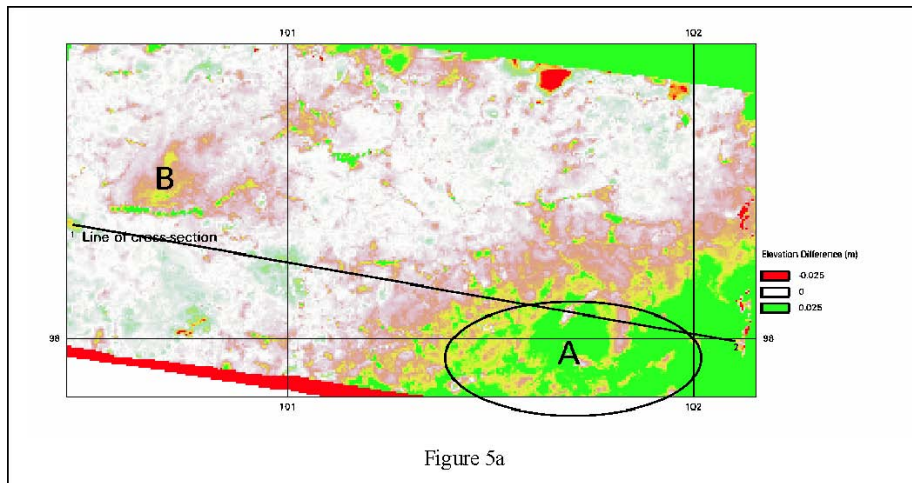 101
102
B
1
Line of cross-section
Elevation Difference (m)
-0.025
0
0.025
98
98
A
2
101
102
Figure 5a